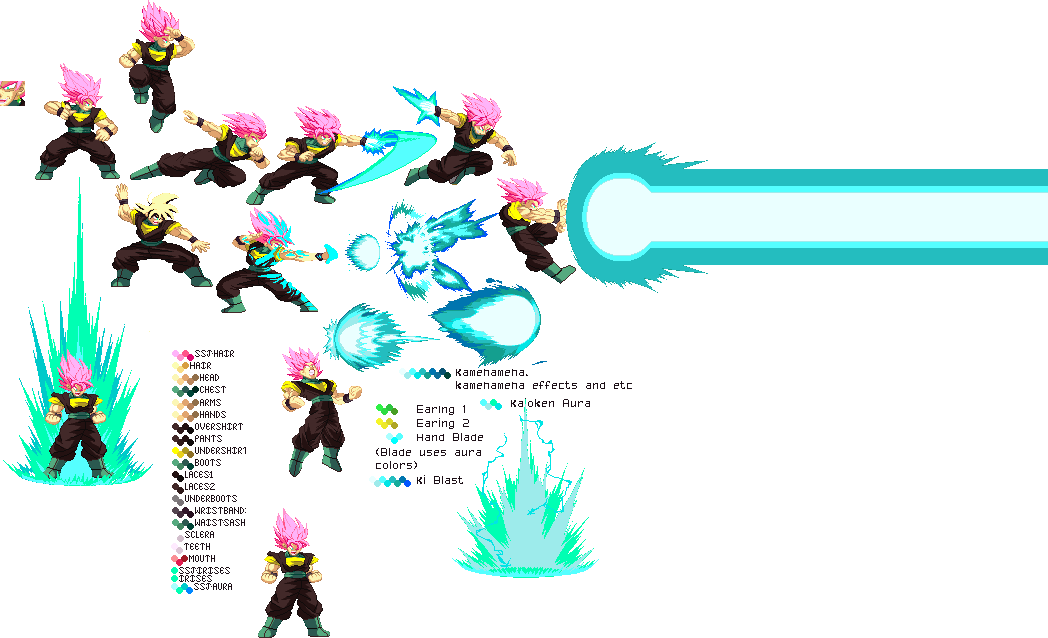 SSJHAIR
HAIR
HEAD
CHEST
ARMS
HANDS
OVERSHIRT
PANTS
UNDERSHIRT
BOOTS
LACES1
LACES2
UNDERBOOTS
WRISTBAND:
WAISTSASH
SCLERA
TEETH
MOUTH
SSJIRISES
IRISES
SSJAURA
Kamehameha.
kamehameha effects and etc
Kaioken Aura
Earing 1
Earing 2
Hand Blade
(Blade uses aura
colors)
Ki Blast